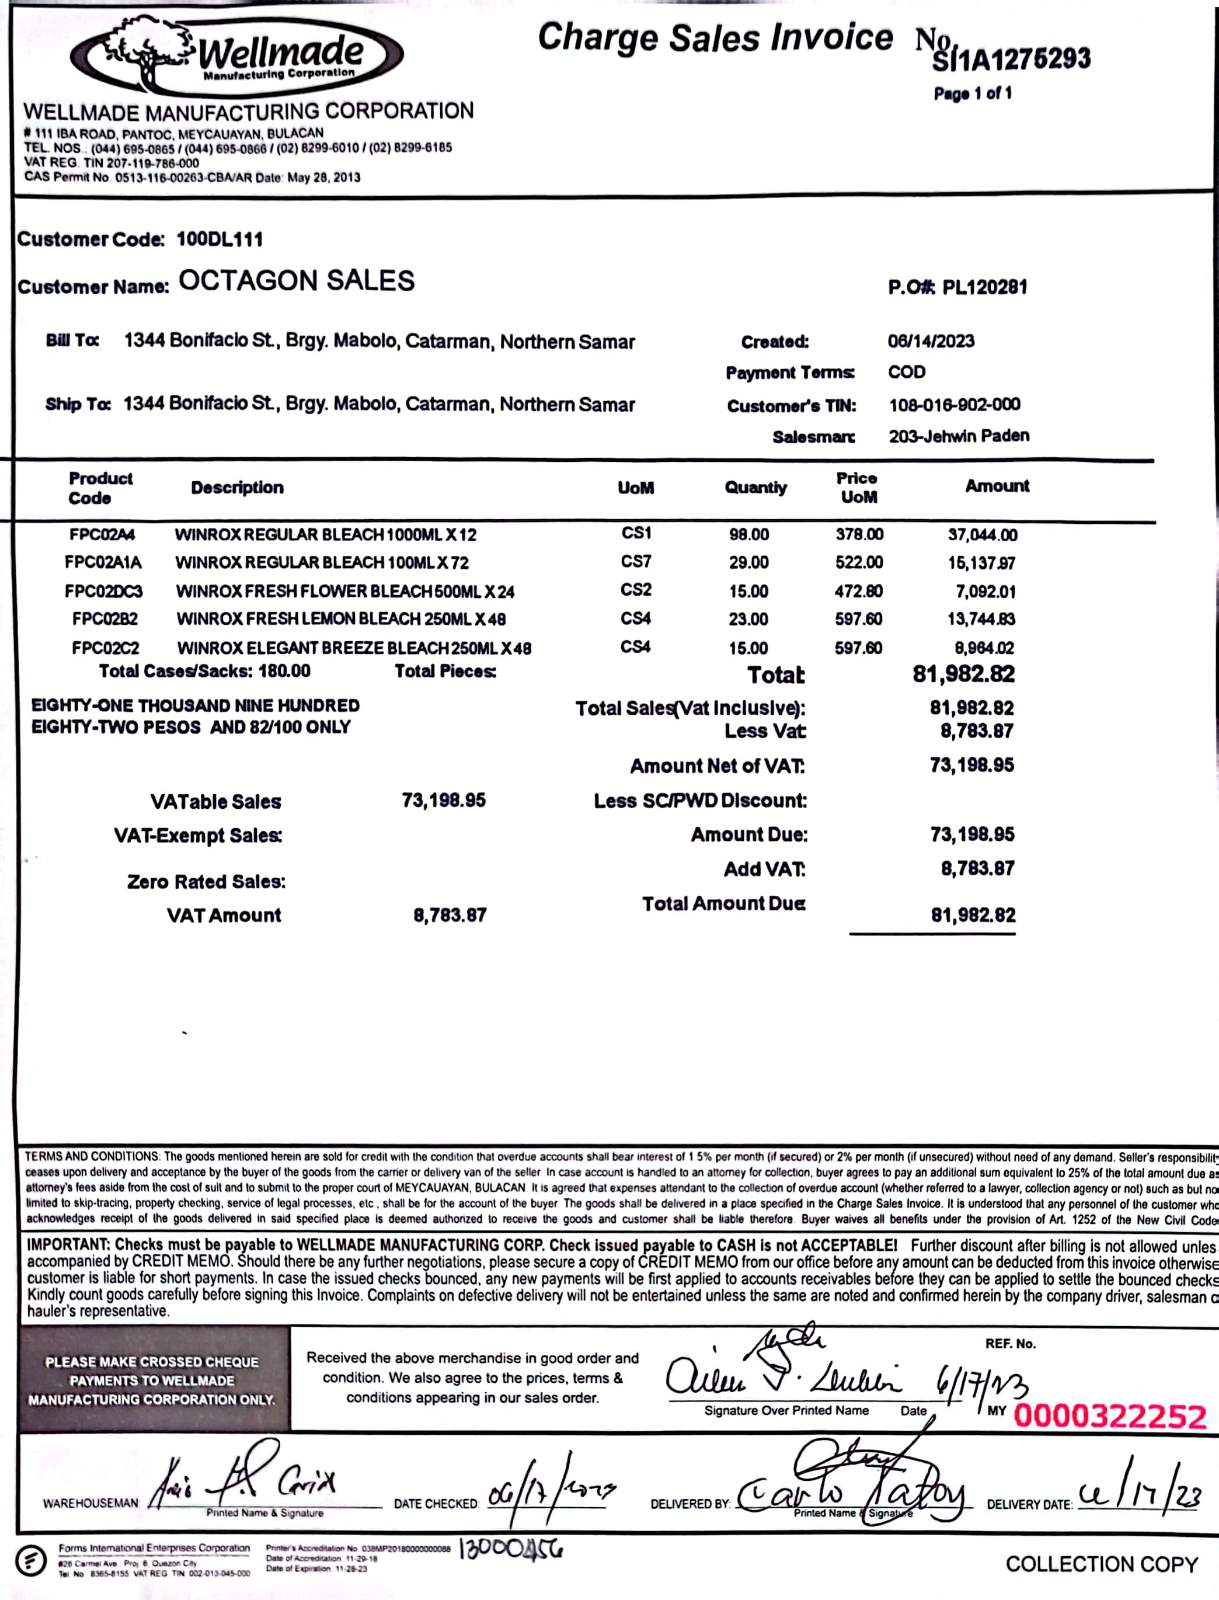 Wellmade
Manufacturing Corporation
Charge Sales Invoice No. SI1A1275293
Page 1 of 1
WELLMADE MANUFACTURING CORPORATION
# 111 IBA ROAD, PANTOC, MEYCAUAYAN, BULACAN
TEL. NOS.: (044) 695-0865 / (044) 695-0866 / (02) 8299-6010 / (02) 8299-6185
VAT REG. TIN 207-119-786-000
CAS Permit No. 0513-116-00263-CBA/AR Date: May 28, 2013
Customer Code: 100DL111
Customer Name: OCTAGON SALES
P.O#: PL120281
Bill To: 1344 Bonifacio St., Brgy. Mabolo, Catarman, Northern Samar
Created: 06/14/2023
Payment Terms: COD
Ship To: 1344 Bonifacio St., Brgy. Mabolo, Catarman, Northern Samar
Customer's TIN: 108-016-902-000
Salesman: 203-Jehwin Paden
Product Code Description UoM Quantiy Price UoM Amount
FPC02A4 WINROX REGULAR BLEACH 1000ML X 12 CS1 98.00 378.00 37,044.00
FPC02A1A WINROX REGULAR BLEACH 100ML X 72 CS7 29.00 522.00 15,137.97
FPC02DC3 WINROX FRESH FLOWER BLEACH 500ML X 24 CS2 15.00 472.80 7,092.01
FPC02B2 WINROX FRESH LEMON BLEACH 250ML X 48 CS4 23.00 597.60 13,744.83
FPC02C2 WINROX ELEGANT BREEZE BLEACH 250ML X 48 CS4 15.00 597.60 8,964.02
Total Cases/Sacks: 180.00 Total Pieces: Total: 81,982.82
EIGHTY-ONE THOUSAND NINE HUNDRED
EIGHTY-TWO PESOS AND 82/100 ONLY
Total Sales(Vat Inclusive): 81,982.82
Less Vat: 8,783.87
Amount Net of VAT: 73,198.95
VATable Sales 73,198.95 Less SC/PWD Discount:
VAT-Exempt Sales: Amount Due: 73,198.95
Zero Rated Sales: Add VAT: 8,783.87
VAT Amount 8,783.87 Total Amount Due: 81,982.82
TERMS AND CONDITIONS: The goods mentioned herein are sold for credit with the condition that overdue accounts shall bear interest of 1.5% per month (if secured) or 2% per month (if unsecured) without need of any demand. Seller's responsibility
ceases upon delivery and acceptance by the buyer of the goods from the carrier or delivery van of the seller. In case account is handled to an attorney for collection, buyer agrees to pay an additional sum equivalent to 25% of the total amount due as
attorney's fees aside from the cost of suit and to submit to the proper court of MEYCAUAYAN, BULACAN. It is agreed that expenses attendant to the collection of overdue account (whether referred to a lawyer, collection agency or not) such as but no
limited to skip-tracing, property checking, service of legal processes, etc., shall be for the account of the buyer. The goods shall be delivered in a place specified in the Charge Sales Invoice. It is understood that any personnel of the customer who
acknowledges receipt of the goods delivered in said specified place is deemed authorized to receive the goods and customer shall be liable therefore. Buyer waives all benefits under the provision of Art. 1252 of the New Civil Code
IMPORTANT: Checks must be payable to WELLMADE MANUFACTURING CORP. Check issued payable to CASH is not ACCEPTABLE! Further discount after billing is not allowed unles
accompanied by CREDIT MEMO. Should there be any further negotiations, please secure a copy of CREDIT MEMO from our office before any amount can be deducted from this invoice otherwise
customer is liable for short payments. In case the issued checks bounced, any new payments will be first applied to accounts receivables before they can be applied to settle the bounced checks
Kindly count goods carefully before signing this Invoice. Complaints on defective delivery will not be entertained unless the same are noted and confirmed herein by the company driver, salesman o
hauler's representative.
PLEASE MAKE CROSSED CHEQUE
PAYMENTS TO WELLMADE
MANUFACTURING CORPORATION ONLY.
Received the above merchandise in good order and
condition. We also agree to the prices, terms &
conditions appearing in our sales order.
6/17/23
Signature Over Printed Name Date
REF. No.
MY 0000322252
WAREHOUSEMAN
Printed Name & Signature
DATE CHECKED: 06/17/2023
DELIVERED BY: Carlo
Printed Name & Signature
DELIVERY DATE: 6/17/23
Forms International Enterprises Corporation
#26 Carmel Ave. Proj. 6, Quezon City
Tel. No. 8365-8155 VAT REG. TIN 002-013-045-000
Printer's Accreditation No. 038MP20180000000088
Date of Accreditation 11-29-18
Date of Expiration 11-28-23
COLLECTION COPY